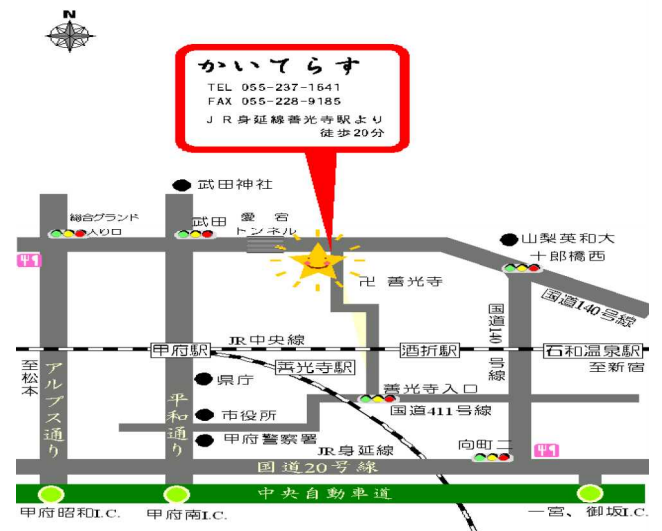 N
かいてらす
TEL 055-237-1641
FAX 055-228-9185
JR身延線善光寺駅より
徒歩20分
武田神社
総合グランド
入り口
武田
愛宕
トンネル
山梨英和大
十郎橋西
卍 善光寺
国道140号線
国道140号線
JR中央線
甲府駅
善光寺駅
酒折駅
石和温泉駅
至松本
至新宿
アルプス通り
平和通り
県庁
善光寺入口
国道411号線
市役所
甲府警察署
JR身延線
向町二
国道20号線
中央自動車道
甲府昭和I.C.
甲府南I.C.
一宮、御坂I.C.